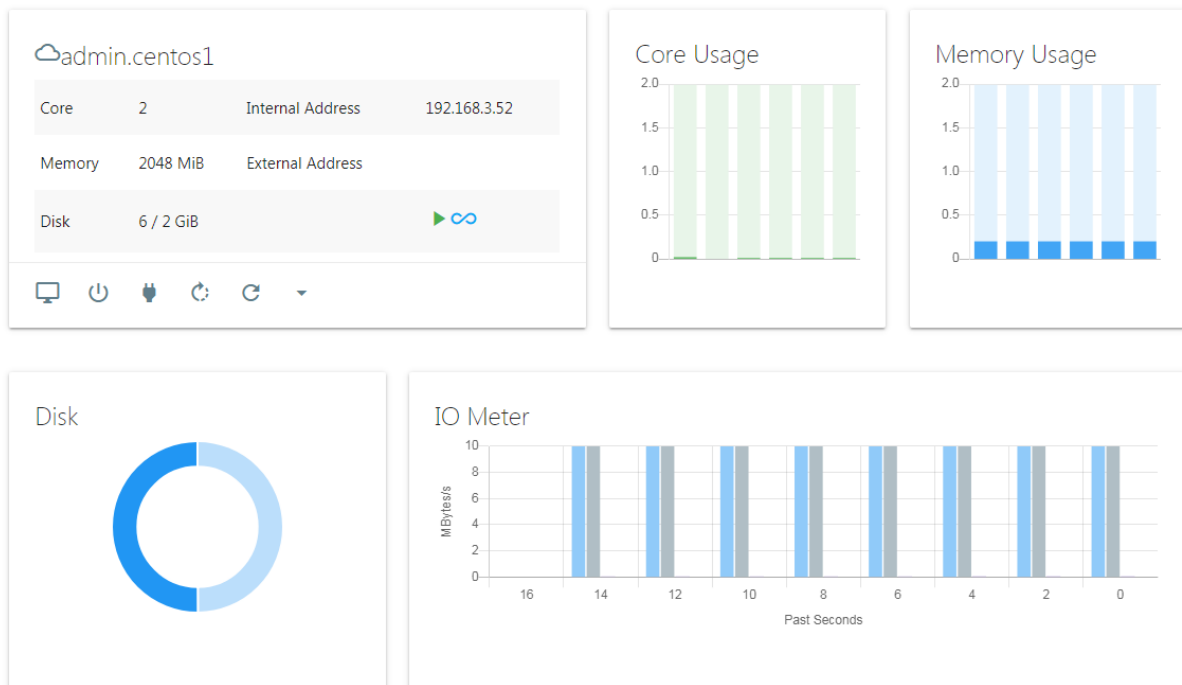 admin.centos1
Core 2 Internal Address 192.168.3.52
Memory 2048 MiB External Address
Disk 6 / 2 GiB
Core Usage
2.0
1.5
1.0
0.5
0
Memory Usage
2.0
1.5
1.0
0.5
0
Disk
IO Meter
MBytes/s
10
8
6
4
2
0
16 14 12 10 8 6 4 2 0
Past Seconds